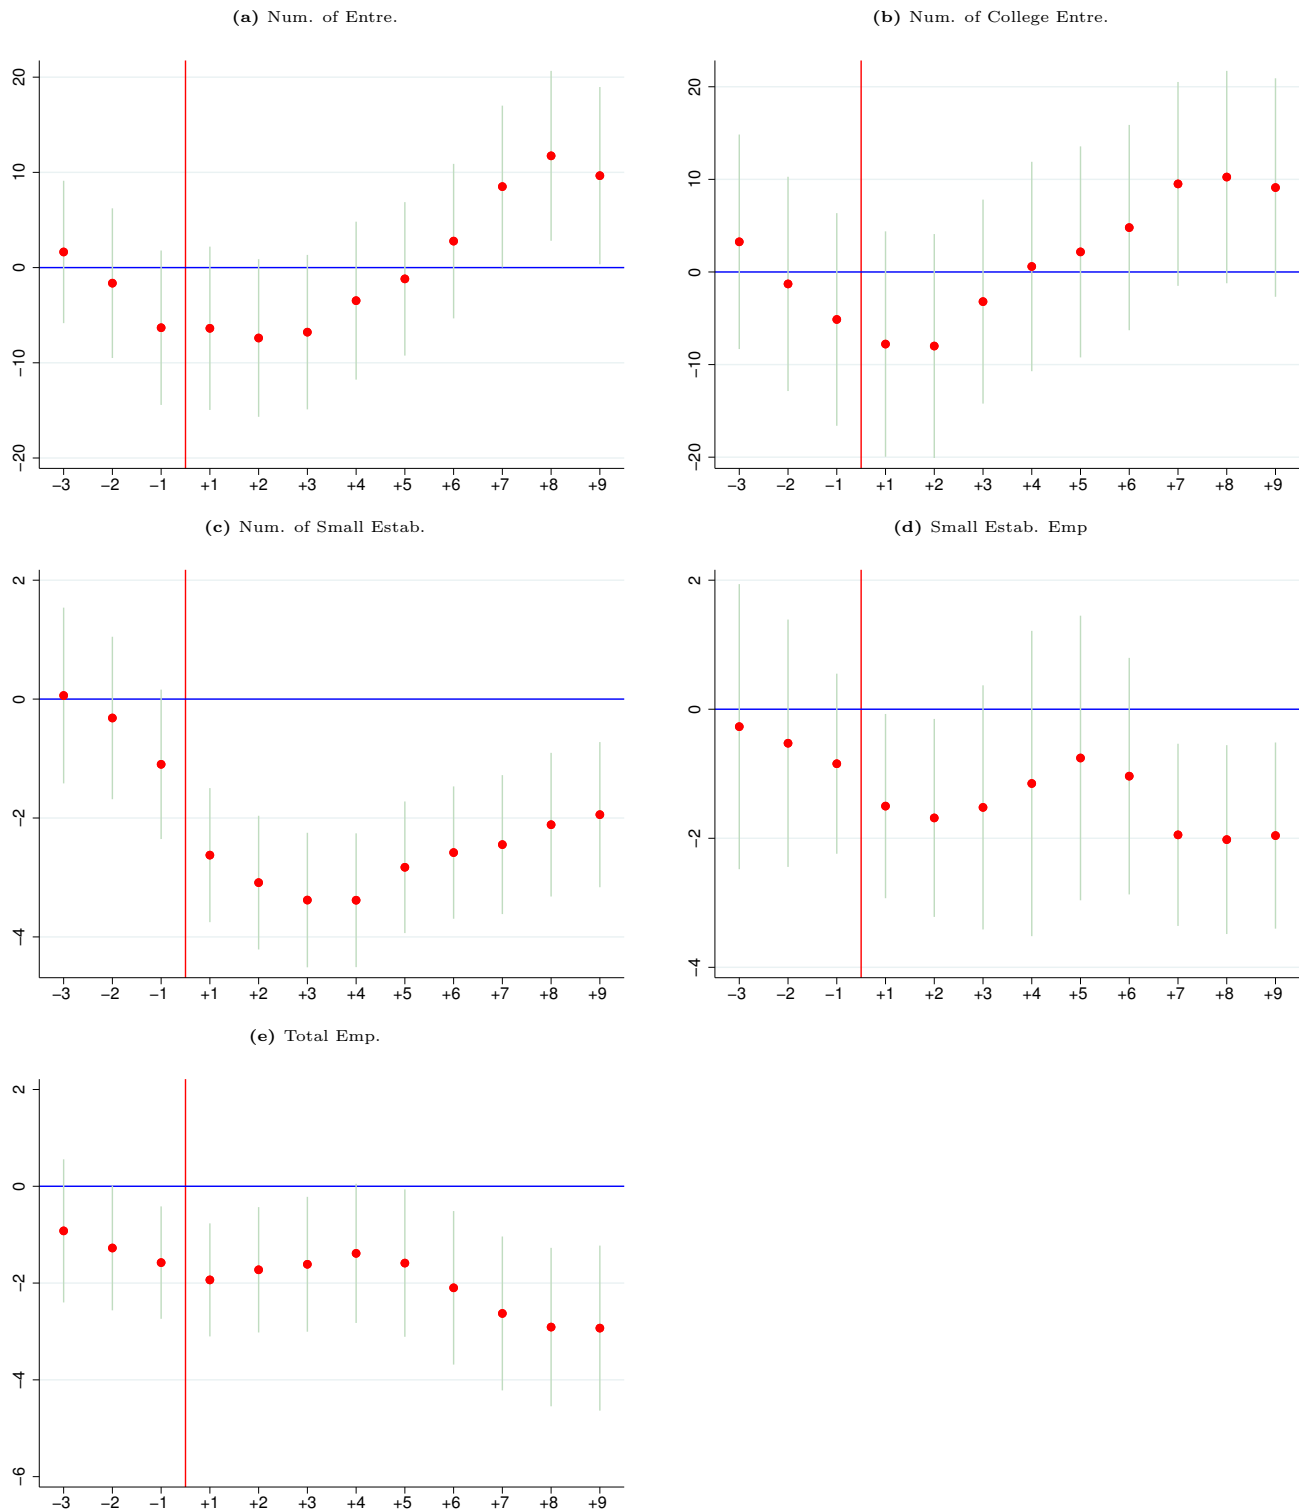 (a) Num. of Entre.
(b) Num. of College Entre.
20
10
0
−10
−20
−3 −2 −1 +1 +2 +3 +4 +5 +6 +7 +8 +9
20
10
0
−10
−20
−3 −2 −1 +1 +2 +3 +4 +5 +6 +7 +8 +9
(c) Num. of Small Estab.
(d) Small Estab. Emp
2
0
−2
−4
−3 −2 −1 +1 +2 +3 +4 +5 +6 +7 +8 +9
2
0
−2
−4
−3 −2 −1 +1 +2 +3 +4 +5 +6 +7 +8 +9
(e) Total Emp.
2
0
−2
−4
−6
−3 −2 −1 +1 +2 +3 +4 +5 +6 +7 +8 +9